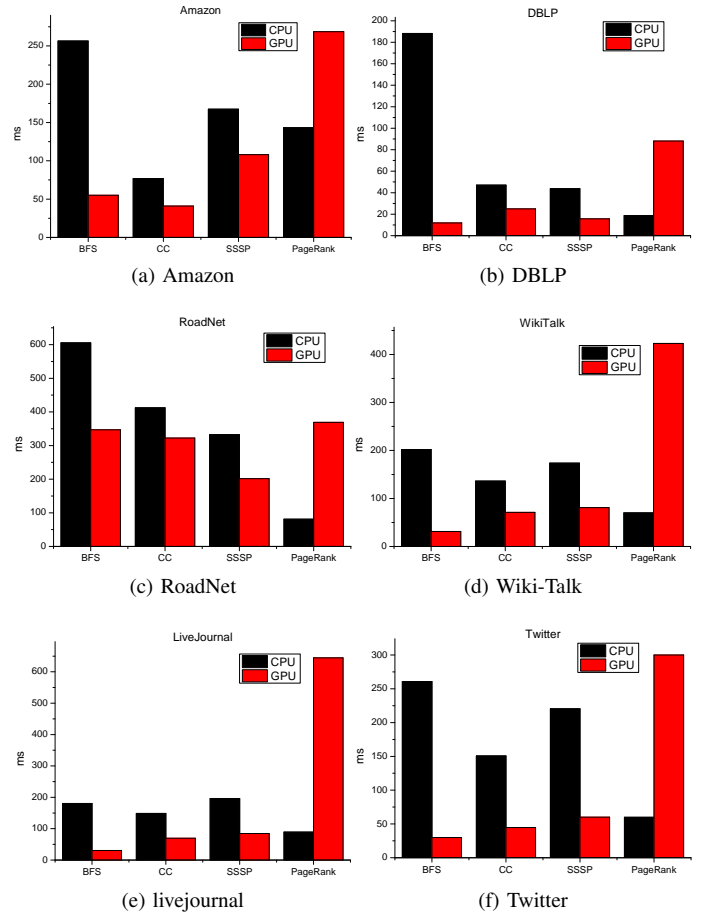 Amazon
CPU
GPU
250
200
150
100
50
0
ms
BFS CC SSSP PageRank
(a) Amazon
DBLP
CPU
GPU
200
180
160
140
120
100
80
60
40
20
0
ms
BFS CC SSSP PageRank
(b) DBLP
RoadNet
CPU
GPU
600
500
400
300
200
100
0
ms
BFS CC SSSP PageRank
(c) RoadNet
WikiTalk
CPU
GPU
400
300
200
100
0
ms
BFS CC SSSP PageRank
(d) Wiki-Talk
LiveJournal
CPU
GPU
600
500
400
300
200
100
0
ms
BFS CC SSSP PageRank
(e) livejournal
Twitter
CPU
GPU
300
250
200
150
100
50
0
ms
BFS CC SSSP PageRank
(f) Twitter